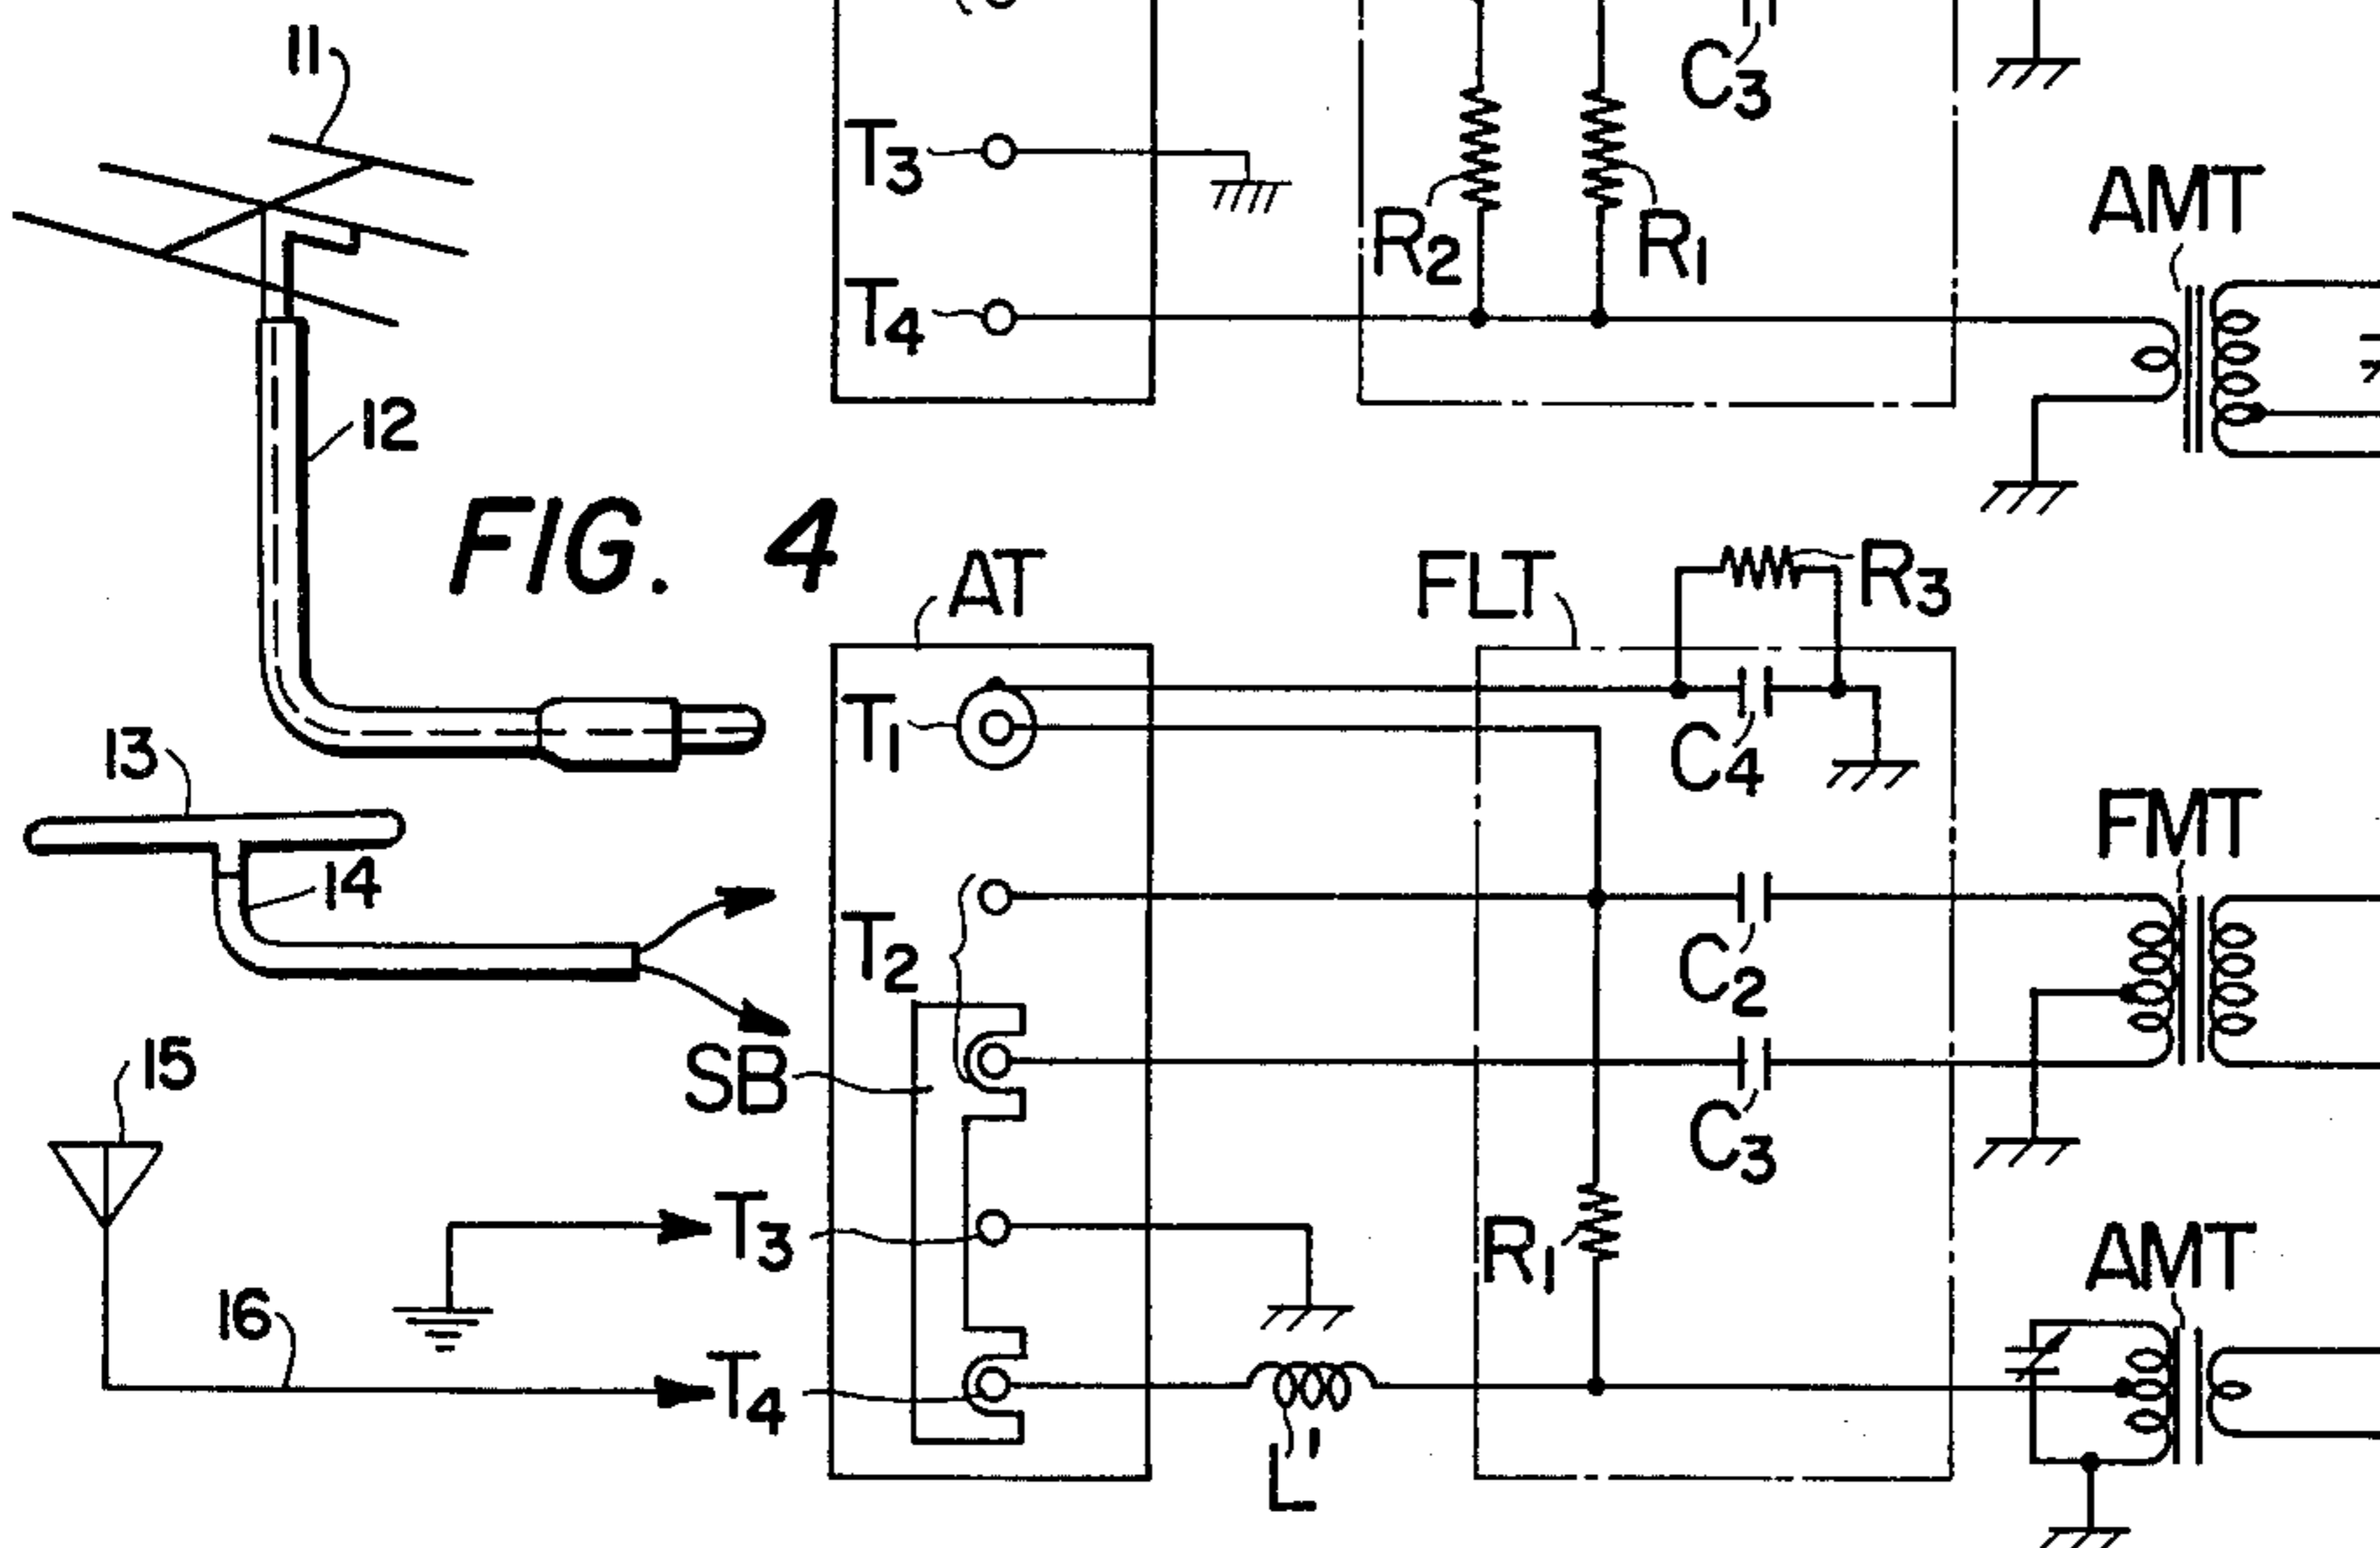 11
C3
T3
R2
R1
AMT
T4
12
FIG. 4
AT
FLT
R3
T1
C4
13
FMT
14
T2
C2
SB
15
C3
T3
R1
AMT
16
T4
L'